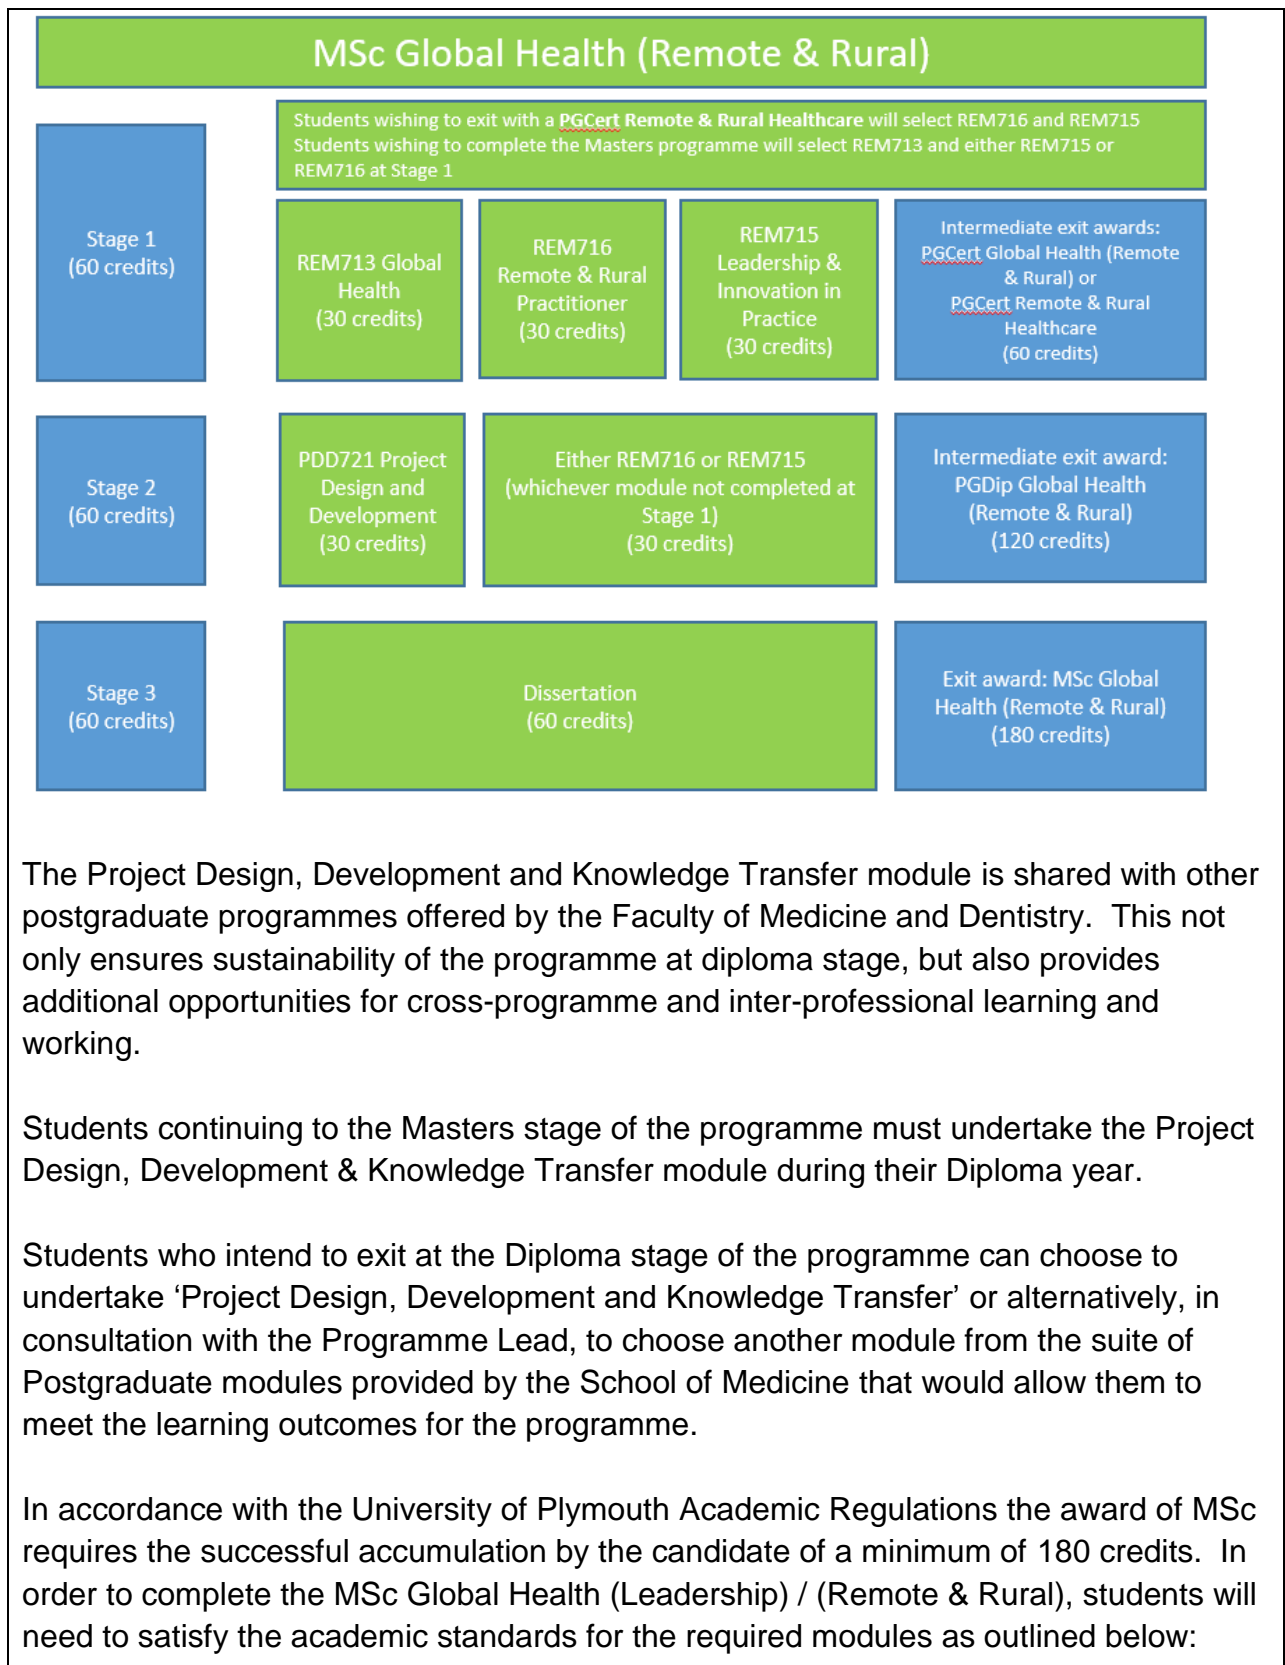 MSc Global Health (Remote & Rural)
Students wishing to exit with a PGCert Remote & Rural Healthcare will select REM716 and REM715
Students wishing to complete the Masters programme will select REM713 and either REM715 or
REM716 at Stage 1
Stage 1
(60 credits)
REM713 Global
Health
(30 credits)
REM716
Remote & Rural
Practitioner
(30 credits)
REM715
Leadership &
Innovation in
Practice
(30 credits)
Intermediate exit awards:
PGCert Global Health (Remote
& Rural) or
PGCert Remote & Rural
Healthcare
(60 credits)
Stage 2
(60 credits)
PDD721 Project
Design and
Development
(30 credits)
Either REM716 or REM715
(whichever module not completed at
Stage 1)
(30 credits)
Intermediate exit award:
PGDip Global Health
(Remote & Rural)
(120 credits)
Stage 3
(60 credits)
Dissertation
(60 credits)
Exit award: MSc Global
Health (Remote & Rural)
(180 credits)
The Project Design, Development and Knowledge Transfer module is shared with other
postgraduate programmes offered by the Faculty of Medicine and Dentistry.  This not
only ensures sustainability of the programme at diploma stage, but also provides
additional opportunities for cross-programme and inter-professional learning and
working.
Students continuing to the Masters stage of the programme must undertake the Project
Design, Development & Knowledge Transfer module during their Diploma year.
Students who intend to exit at the Diploma stage of the programme can choose to
undertake ‘Project Design, Development and Knowledge Transfer’ or alternatively, in
consultation with the Programme Lead, to choose another module from the suite of
Postgraduate modules provided by the School of Medicine that would allow them to
meet the learning outcomes for the programme.
In accordance with the University of Plymouth Academic Regulations the award of MSc
requires the successful accumulation by the candidate of a minimum of 180 credits.  In
order to complete the MSc Global Health (Leadership) / (Remote & Rural), students will
need to satisfy the academic standards for the required modules as outlined below: